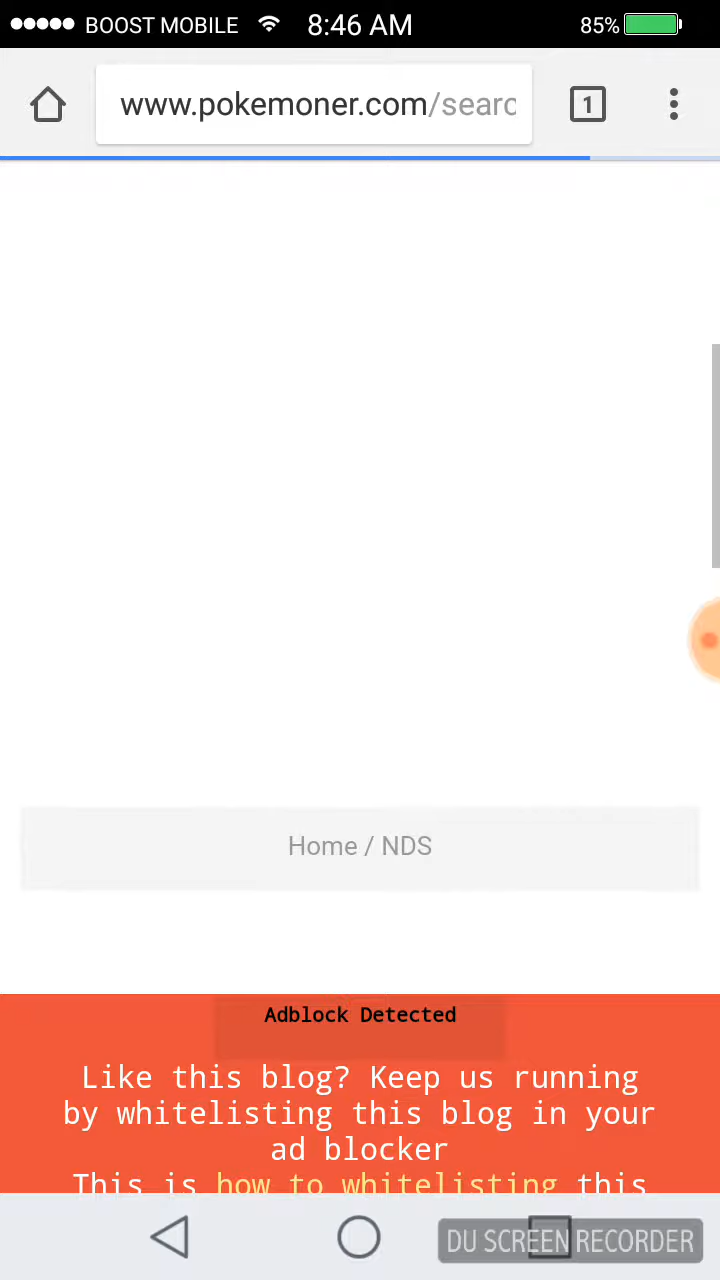 BOOST MOBILE 8:46 AM 85%
www.pokemoner.com/searc
1
Home / NDS
Adblock Detected
Like this blog? Keep us running
by whitelisting this blog in your
ad blocker
This is how to whitelisting this
DU SCREEN RECORDER